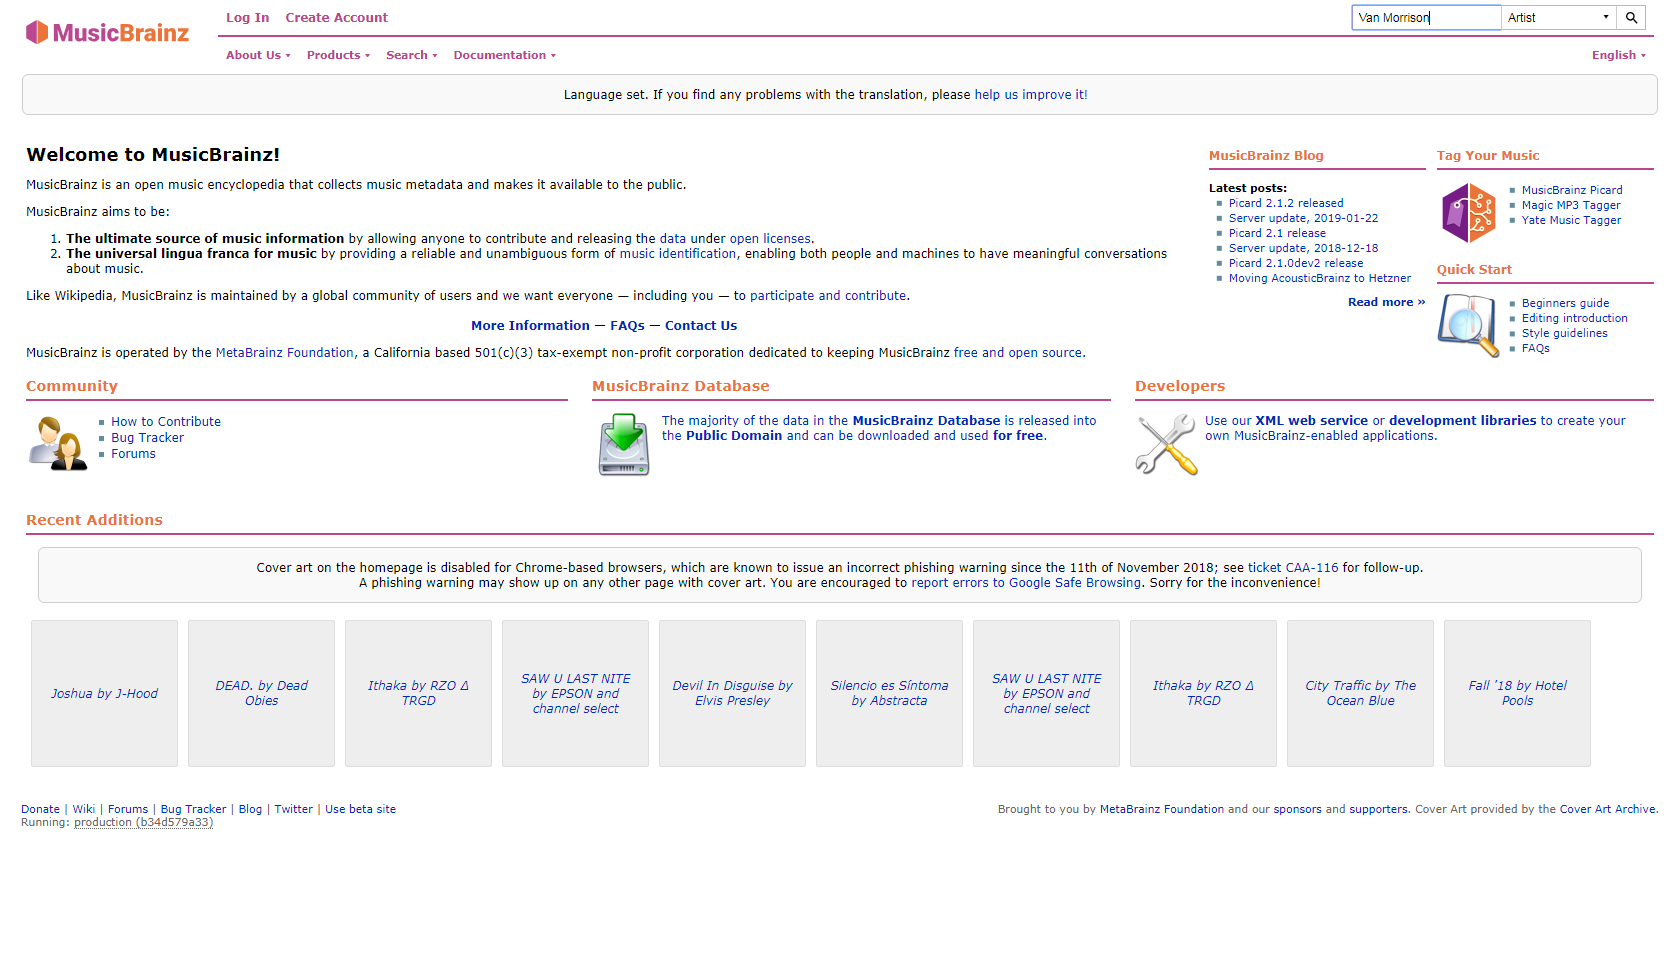 MusicBrainz
Log In Create Account
Van Morrison Artist
About Us Products Search Documentation
English
Language set. If you find any problems with the translation, please help us improve it!
Welcome to MusicBrainz!
MusicBrainz is an open music encyclopedia that collects music metadata and makes it available to the public.
MusicBrainz aims to be:
1. The ultimate source of music information by allowing anyone to contribute and releasing the data under open licenses.
2. The universal lingua franca for music by providing a reliable and unambiguous form of music identification, enabling both people and machines to have meaningful conversations
about music.
Like Wikipedia, MusicBrainz is maintained by a global community of users and we want everyone — including you — to participate and contribute.
More Information — FAQs — Contact Us
MusicBrainz is operated by the MetaBrainz Foundation, a California based 501(c)(3) tax-exempt non-profit corporation dedicated to keeping MusicBrainz free and open source.
MusicBrainz Blog
Latest posts:
Picard 2.1.2 released
Server update, 2019-01-22
Picard 2.1 release
Server update, 2018-12-18
Picard 2.1.0dev2 release
Moving AcousticBrainz to Hetzner
Read more »
Tag Your Music
MusicBrainz Picard
Magic MP3 Tagger
Yate Music Tagger
Quick Start
Beginners guide
Editing introduction
Style guidelines
FAQs
Community
How to Contribute
Bug Tracker
Forums
MusicBrainz Database
The majority of the data in the MusicBrainz Database is released into
the Public Domain and can be downloaded and used for free.
Developers
Use our XML web service or development libraries to create your
own MusicBrainz-enabled applications.
Recent Additions
Cover art on the homepage is disabled for Chrome-based browsers, which are known to issue an incorrect phishing warning since the 11th of November 2018; see ticket CAA-116 for follow-up.
A phishing warning may show up on any other page with cover art. You are encouraged to report errors to Google Safe Browsing. Sorry for the inconvenience!
Joshua by J-Hood
DEAD. by Dead
Obies
Ithaka by RZO Δ
TRGD
SAW U LAST NITE
by EPSON and
channel select
Devil In Disguise by
Elvis Presley
Silencio es Síntoma
by Abstracta
SAW U LAST NITE
by EPSON and
channel select
Ithaka by RZO Δ
TRGD
City Traffic by The
Ocean Blue
Fall '18 by Hotel
Pools
Donate | Wiki | Forums | Bug Tracker | Blog | Twitter | Use beta site
Running: production (b34d579a33)
Brought to you by MetaBrainz Foundation and our sponsors and supporters. Cover Art provided by the Cover Art Archive.